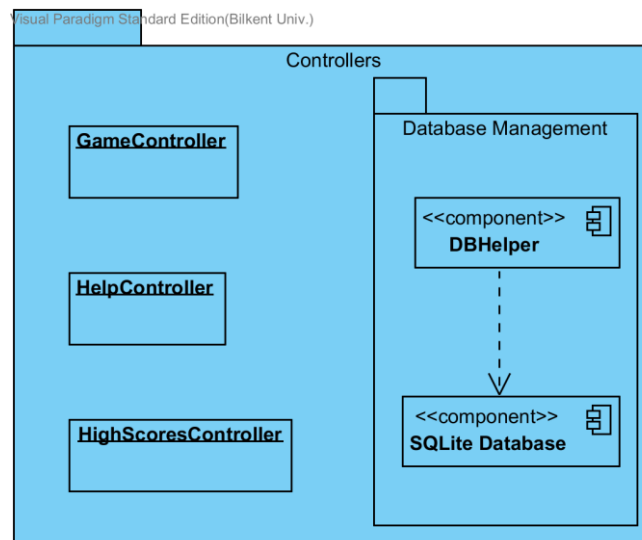 Visual Paradigm Standard Edition(Bilkent Univ.)
Controllers
GameController
HelpController
HighScoresController
Database Management
<<component>>
DBHelper
<<component>>
SQLite Database